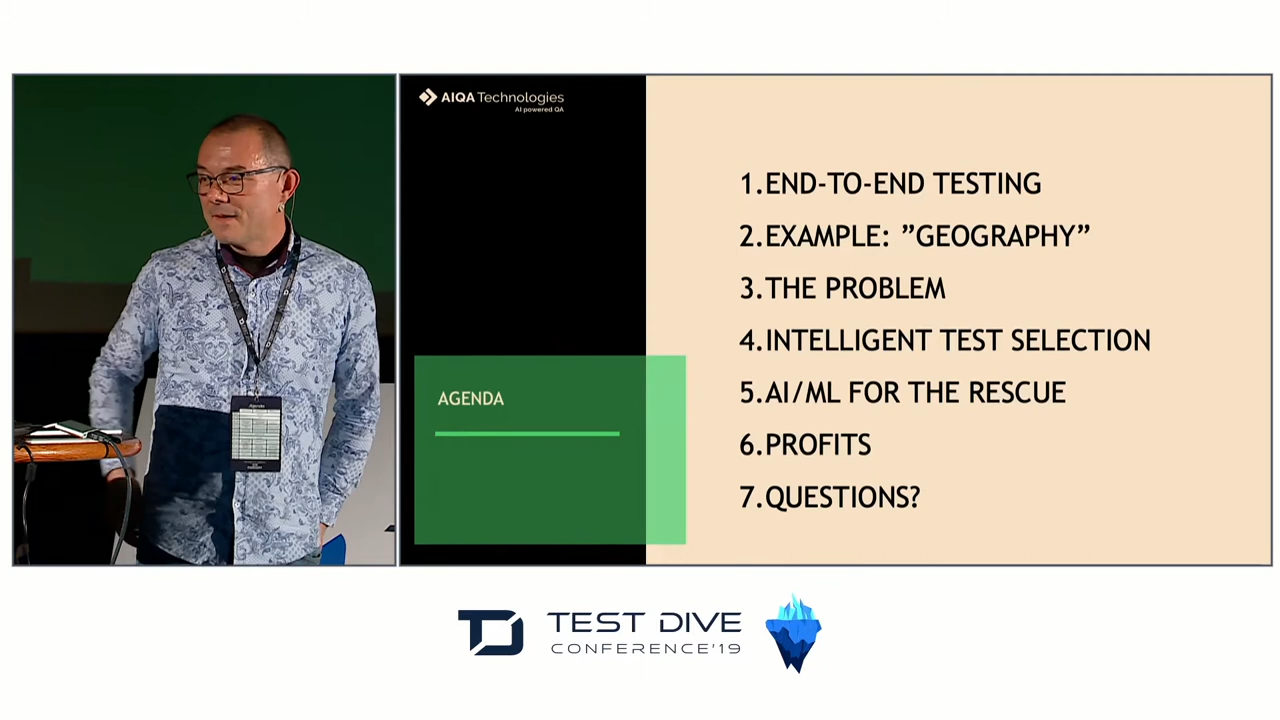 AIQA Technologies
AI powered QA
1.END-TO-END TESTING
2.EXAMPLE: ”GEOGRAPHY”
3.THE PROBLEM
4.INTELLIGENT TEST SELECTION
5.AI/ML FOR THE RESCUE
6.PROFITS
7.QUESTIONS?
AGENDA
TEST DIVE
CONFERENCE'19